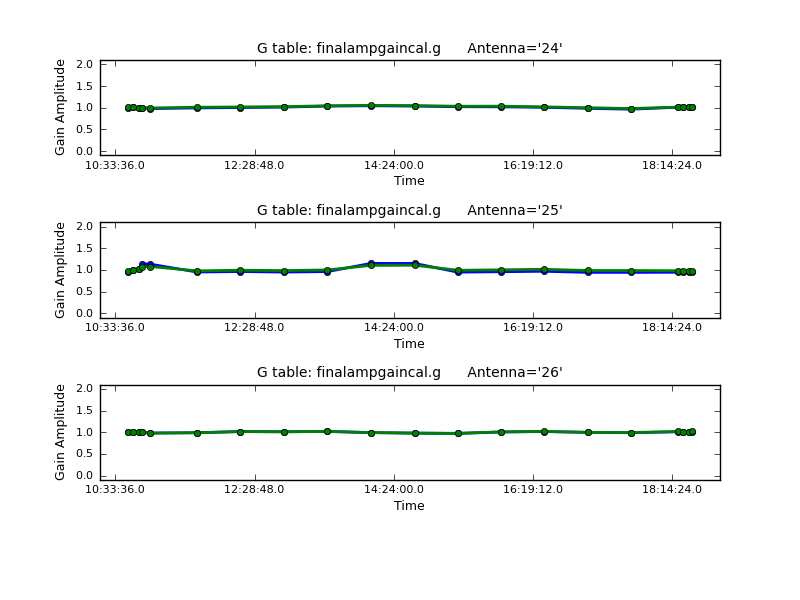 G table: finalampgaincal.g      Antenna='24'
Gain Amplitude
2.0
1.5
1.0
0.5
0.0
10:33:36.0 12:28:48.0 14:24:00.0 16:19:12.0 18:14:24.0
Time
G table: finalampgaincal.g      Antenna='25'
Gain Amplitude
2.0
1.5
1.0
0.5
0.0
10:33:36.0 12:28:48.0 14:24:00.0 16:19:12.0 18:14:24.0
Time
G table: finalampgaincal.g      Antenna='26'
Gain Amplitude
2.0
1.5
1.0
0.5
0.0
10:33:36.0 12:28:48.0 14:24:00.0 16:19:12.0 18:14:24.0
Time